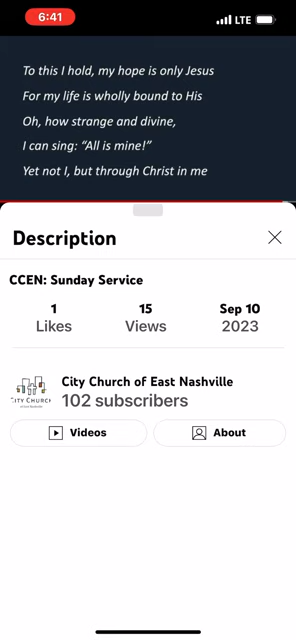 6:41
LTE
To this I hold, my hope is only Jesus
For my life is wholly bound to His
Oh, how strange and divine,
I can sing: “All is mine!”
Yet not I, but through Christ in me
Description
CCEN: Sunday Service
1 15 Sep 10
Likes Views 2023
City Church of East Nashville
CITY CHURCH
102 subscribers
Videos About